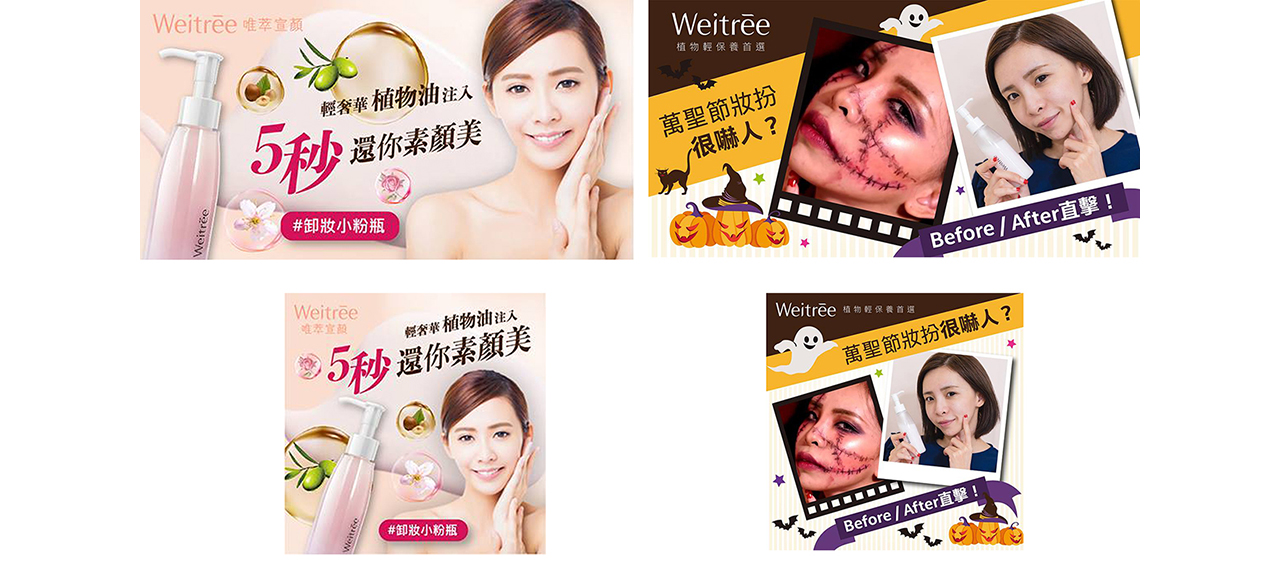 Weitrēe 唯萃宣顏
輕奢華 植物油 注入
5秒 還你素顏美
#卸妝小粉瓶
Weitrēe
Weitrēe
植物輕保養首選
萬聖節妝扮
很嚇人？
Before / After直擊！
Weitrēe
唯萃宣顏
輕奢華 植物油 注入
5秒 還你素顏美
#卸妝小粉瓶
Weitrēe
Weitrēe 植物輕保養首選
萬聖節妝扮很嚇人？
Before / After直擊！